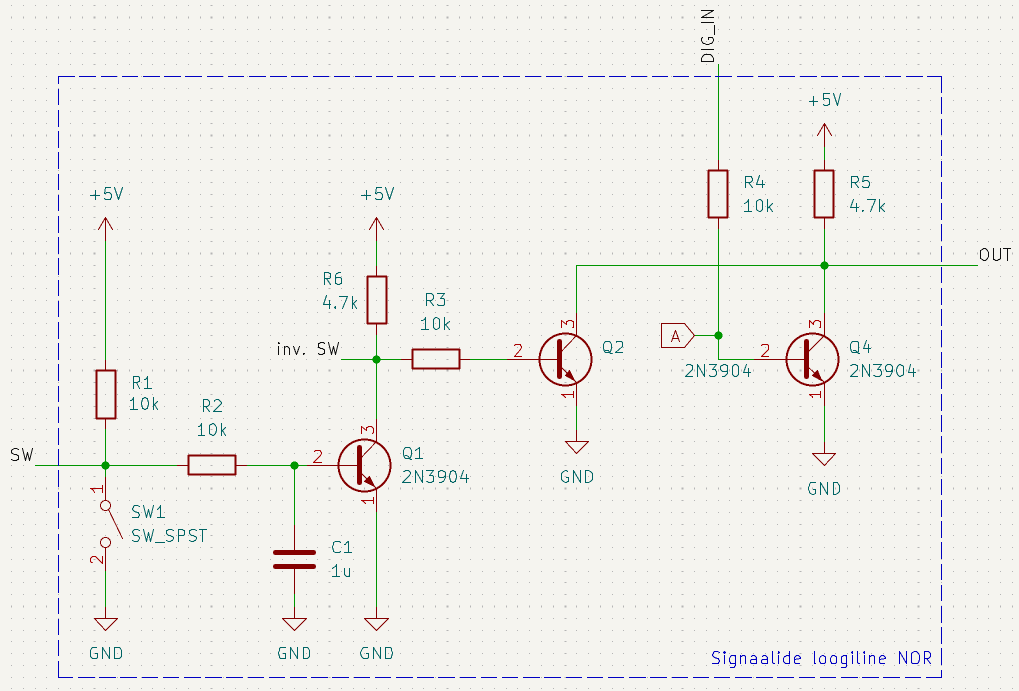 DIG_IN
+5V
R4
10k
R5
4.7k
+5V
+5V
OUT
R6
4.7k
R3
10k
3
3
inv. SW
2
Q2
A
2
Q4
2N3904
2N3904
1
1
R1
10k
R2
10k
3
SW
2
Q1
2N3904
GND
GND
1
1
SW1
SW_SPST
2
C1
1u
GND
GND
GND
Signaalide loogiline NOR